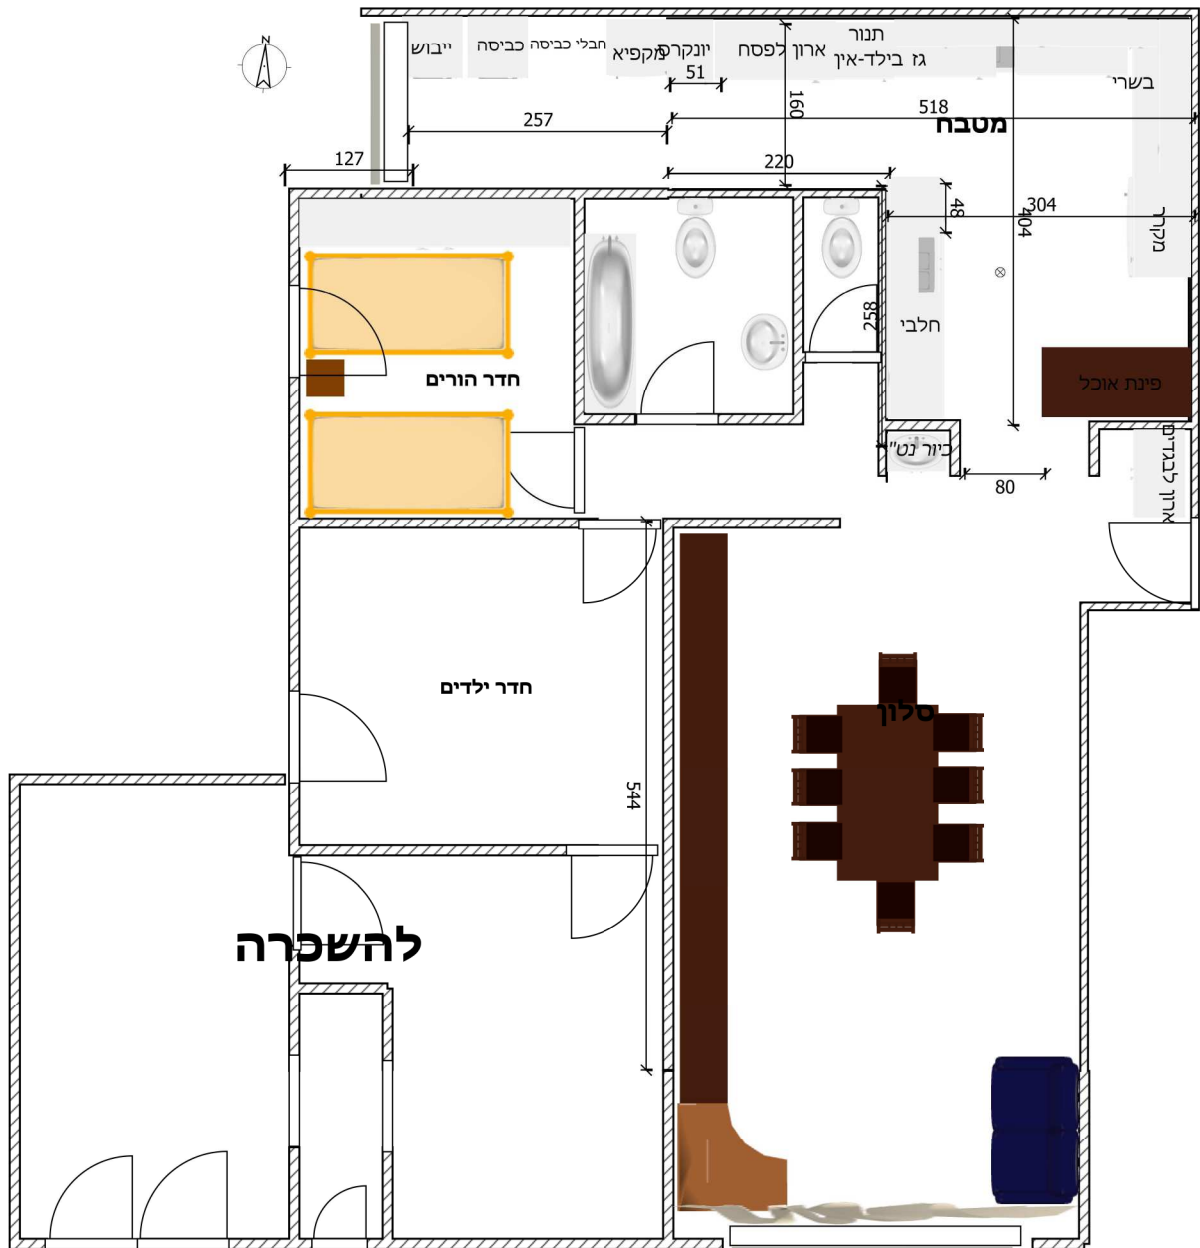 N
ייבוש
כביסה
חבלי כביסה
מקפיא
יונקרס
ארון לפסח
תנור
גז בילד-אין
בשרי
51
160
518
257
מטבח
127
220
48
404
304
מקרר
258
חלבי
חדר הורים
פינת אוכל
כיור נט"י
ארון לבגדים
80
חדר ילדים
סלון
544
להשכרה